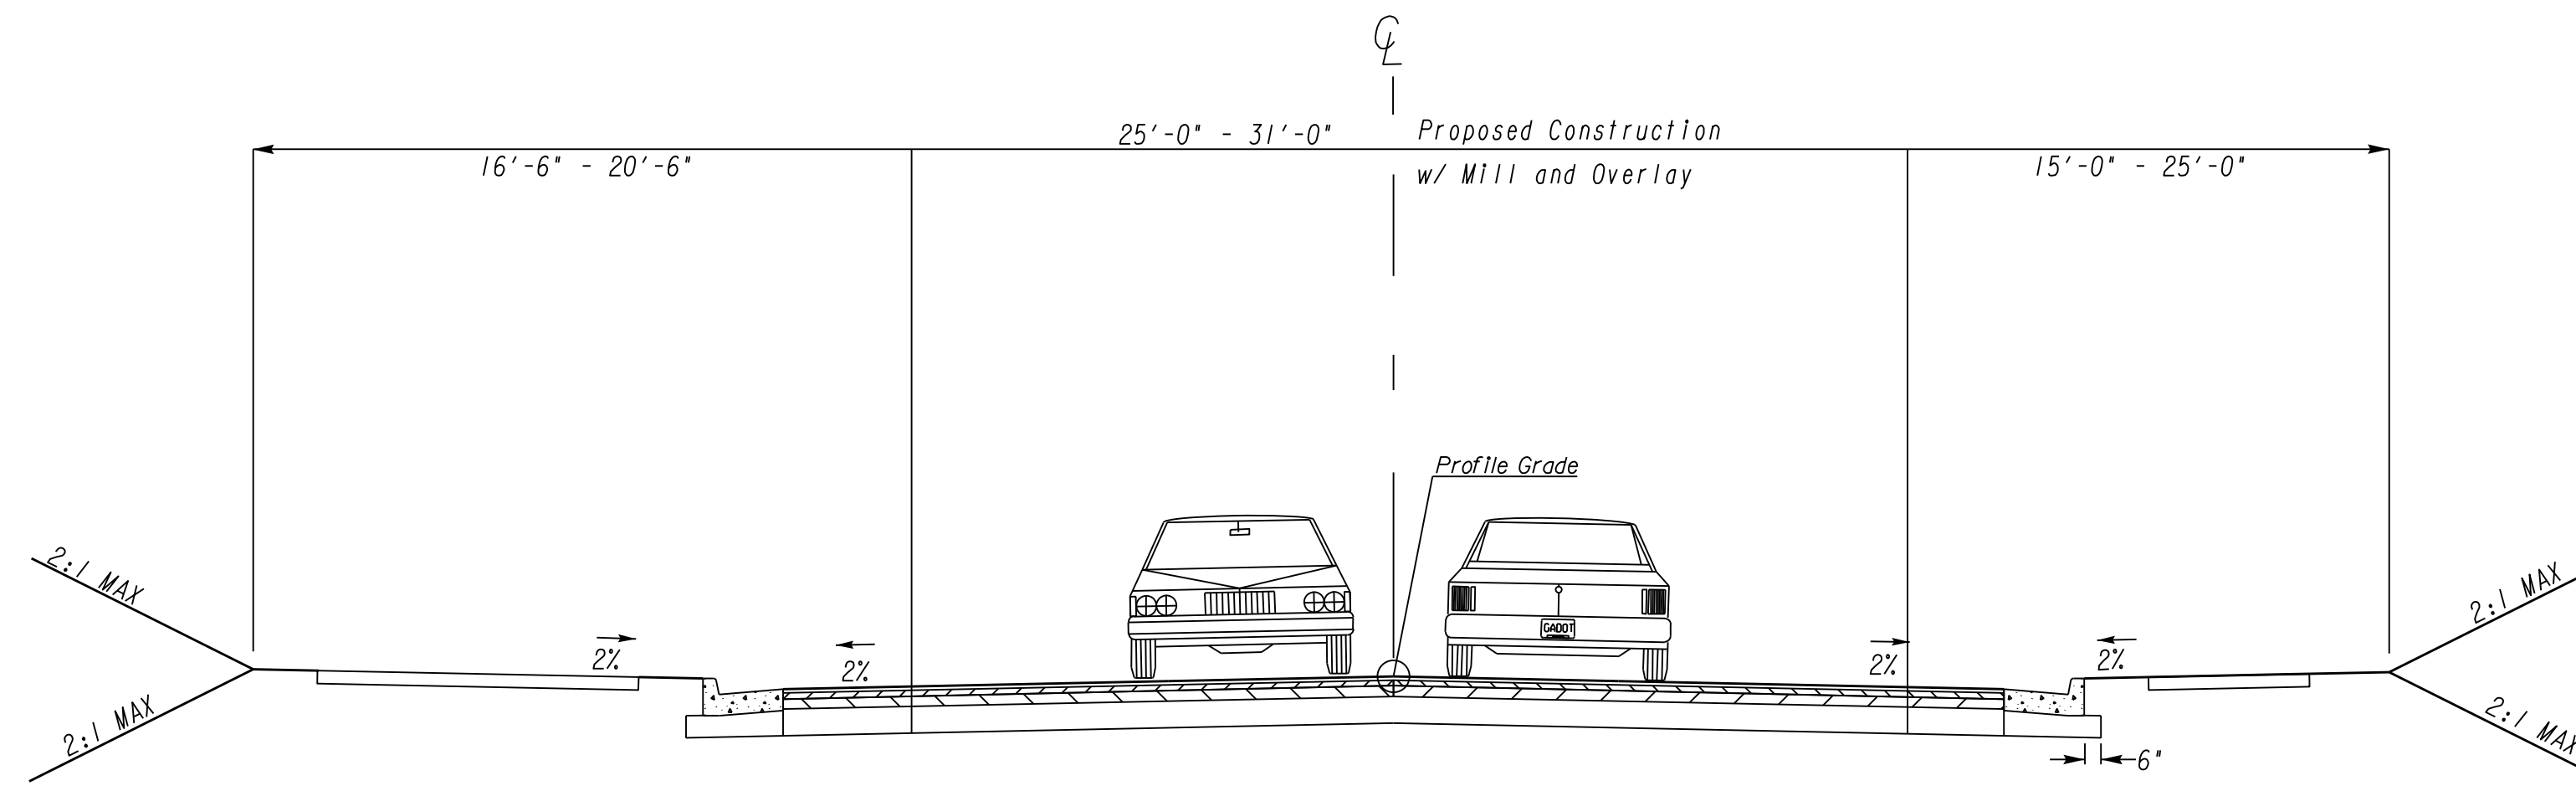 ℄
25'-0" - 31'-0"
Proposed Construction
w/ Mill and Overlay
16'-6" - 20'-6"
15'-0" - 25'-0"
Profile Grade
2:1 MAX
2:1 MAX
GADOT
2%
2%
2%
2%
2:1 MAX
2:1 MAX
6"